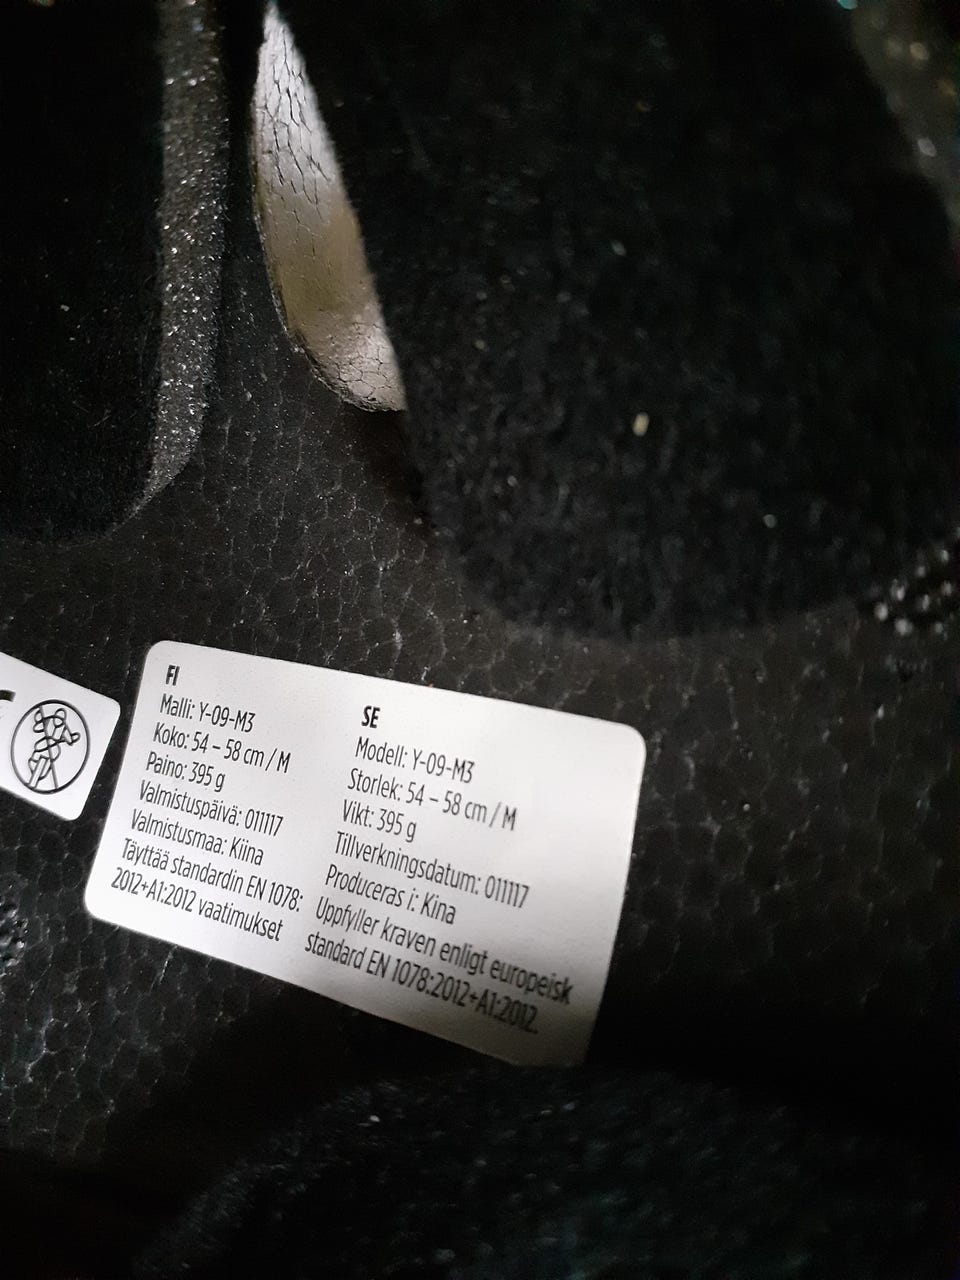 FI
Malli: Y-09-M3
Koko: 54 – 58 cm / M
Paino: 395 g
Valmistuspäivä: 011117
Valmistusmaa: Kiina
Täyttää standardin EN 1078:
2012+A1:2012 vaatimukset
SE
Modell: Y-09-M3
Storlek: 54 – 58 cm / M
Vikt: 395 g
Tillverkningsdatum: 011117
Produceras i: Kina
Uppfyller kraven enligt europeisk
standard EN 1078:2012+A1:2012.